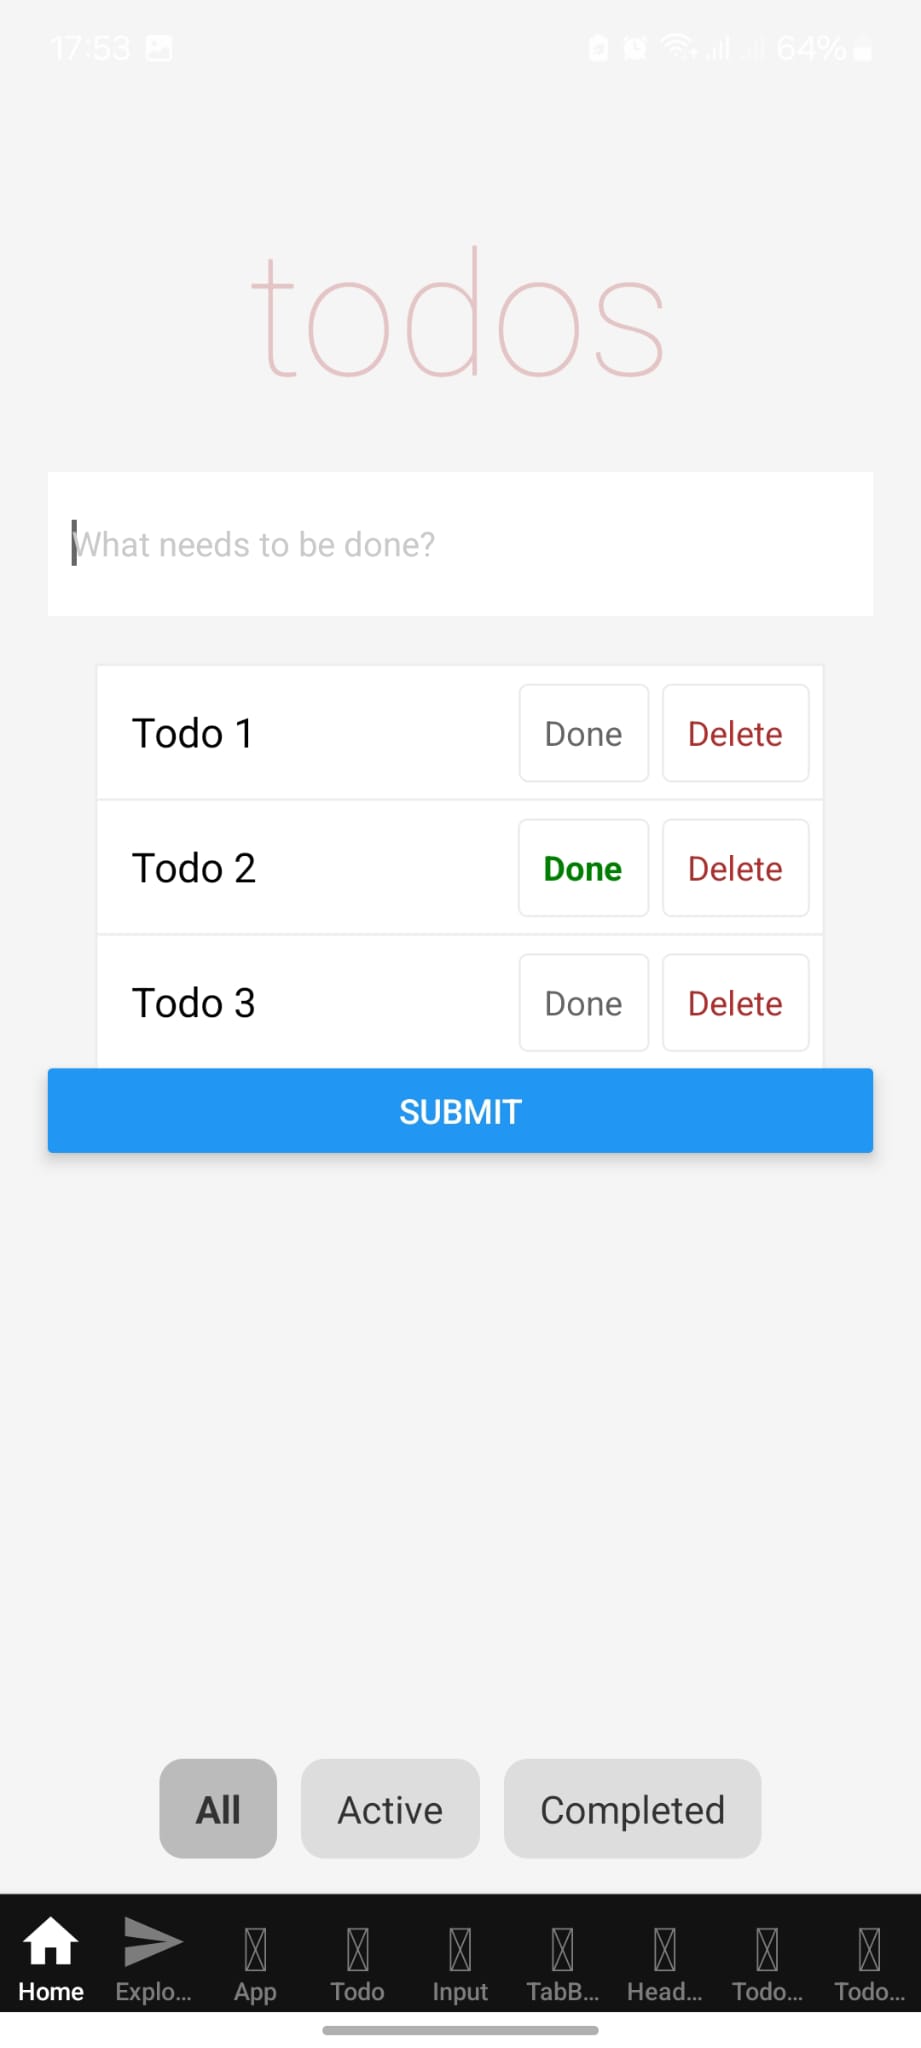 17:53 64%
todos
What needs to be done?
Todo 1 Done Delete
Todo 2 Done Delete
Todo 3 Done Delete
SUBMIT
All Active Completed
Home Explo... App Todo Input TabB... Head... Todo... Todo...